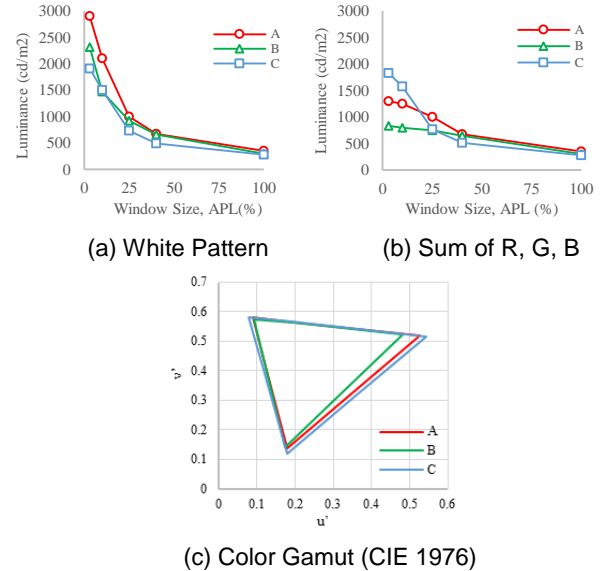 3000
2500
2000
1500
1000
500
0
Luminance (cd/m2)
0 25 50 75 100
Window Size, APL(%)
A
B
C
(a) White Pattern
3000
2500
2000
1500
1000
500
0
Luminance (cd/m2)
0 25 50 75 100
Window Size, APL (%)
A
B
C
(b) Sum of R, G, B
0.7
0.6
0.5
0.4
0.3
0.2
0.1
0
v'
0 0.1 0.2 0.3 0.4 0.5 0.6
u'
A
B
C
(c) Color Gamut (CIE 1976)